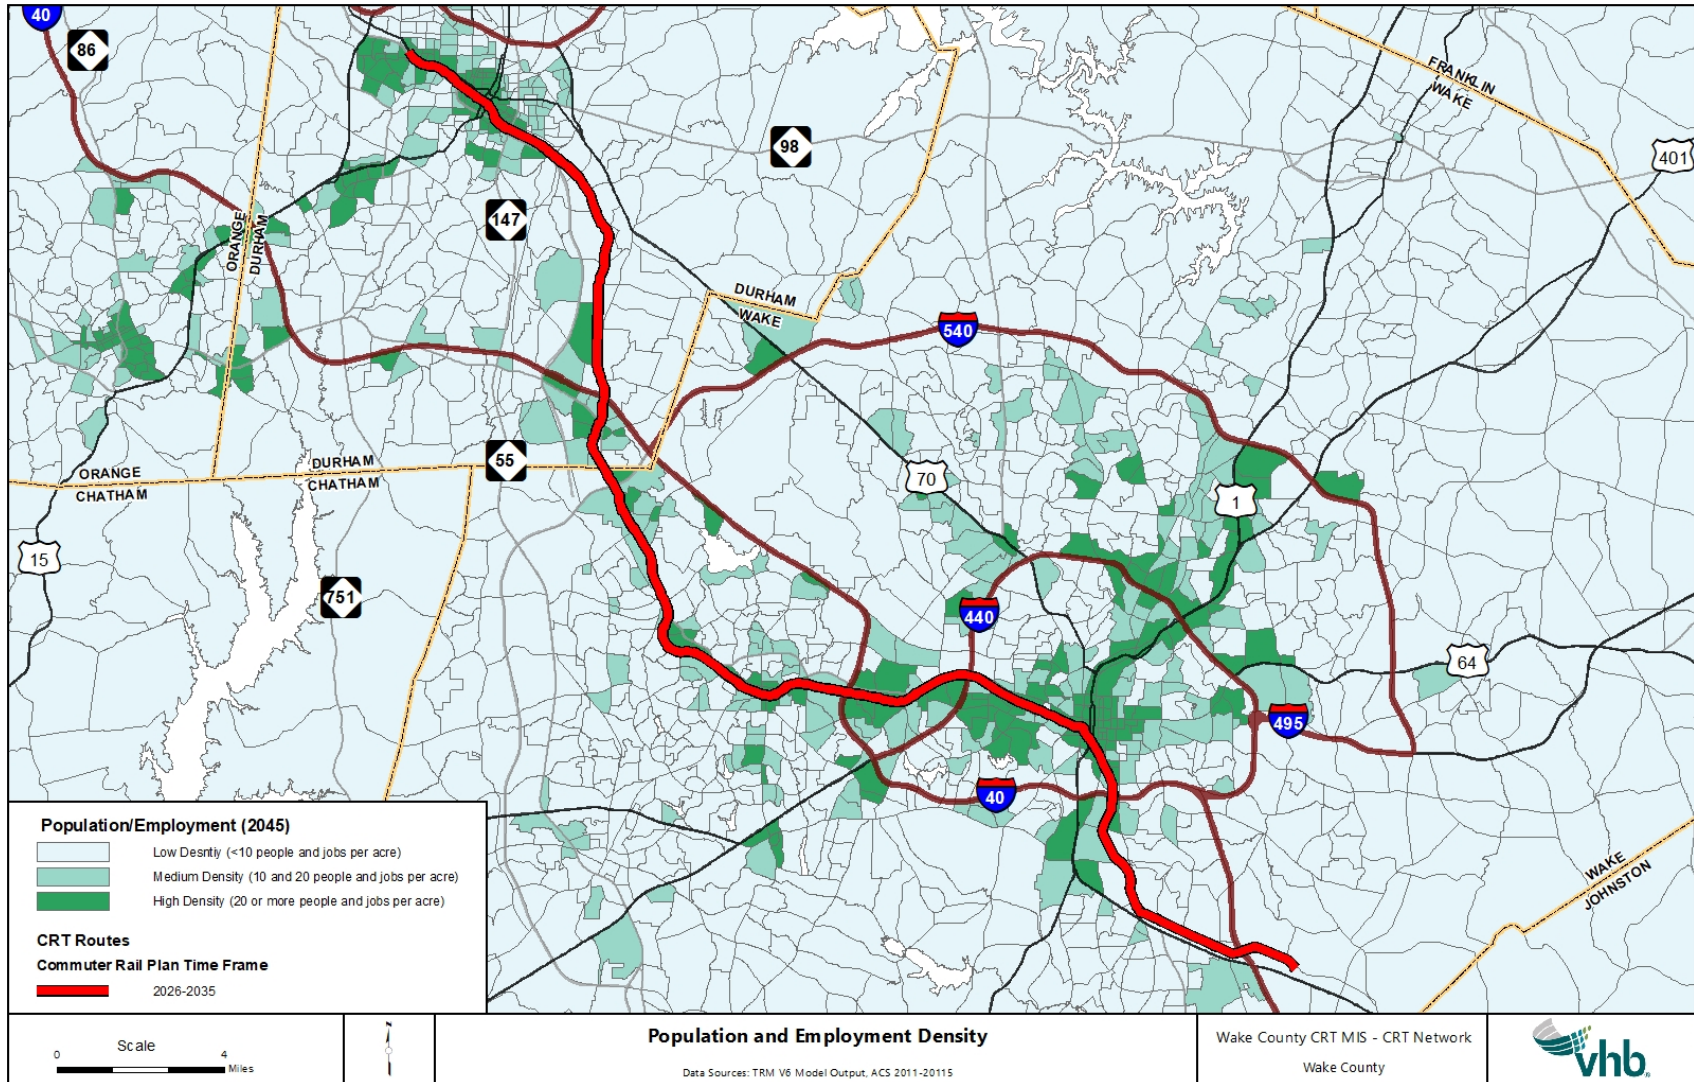 40
86
FRANKLIN
WAKE
98
401
147
ORANGE
DURHAM
DURHAM
WAKE
540
ORANGE
CHATHAM
DURHAM
CHATHAM
55
70
1
15
751
440
64
495
40
WAKE
JOHNSTON
Population/Employment (2045)
Low Desntiy (<10 people and jobs per acre)
Medium Density (10 and 20 people and jobs per acre)
High Density (20 or more people and jobs per acre)
CRT Routes
Commuter Rail Plan Time Frame
2026-2035
Scale
0 4
Miles
N
Population and Employment Density
Data Sources: TRM V6 Model Output, ACS 2011-20115
Wake County CRT MIS - CRT Network
Wake County
vhb